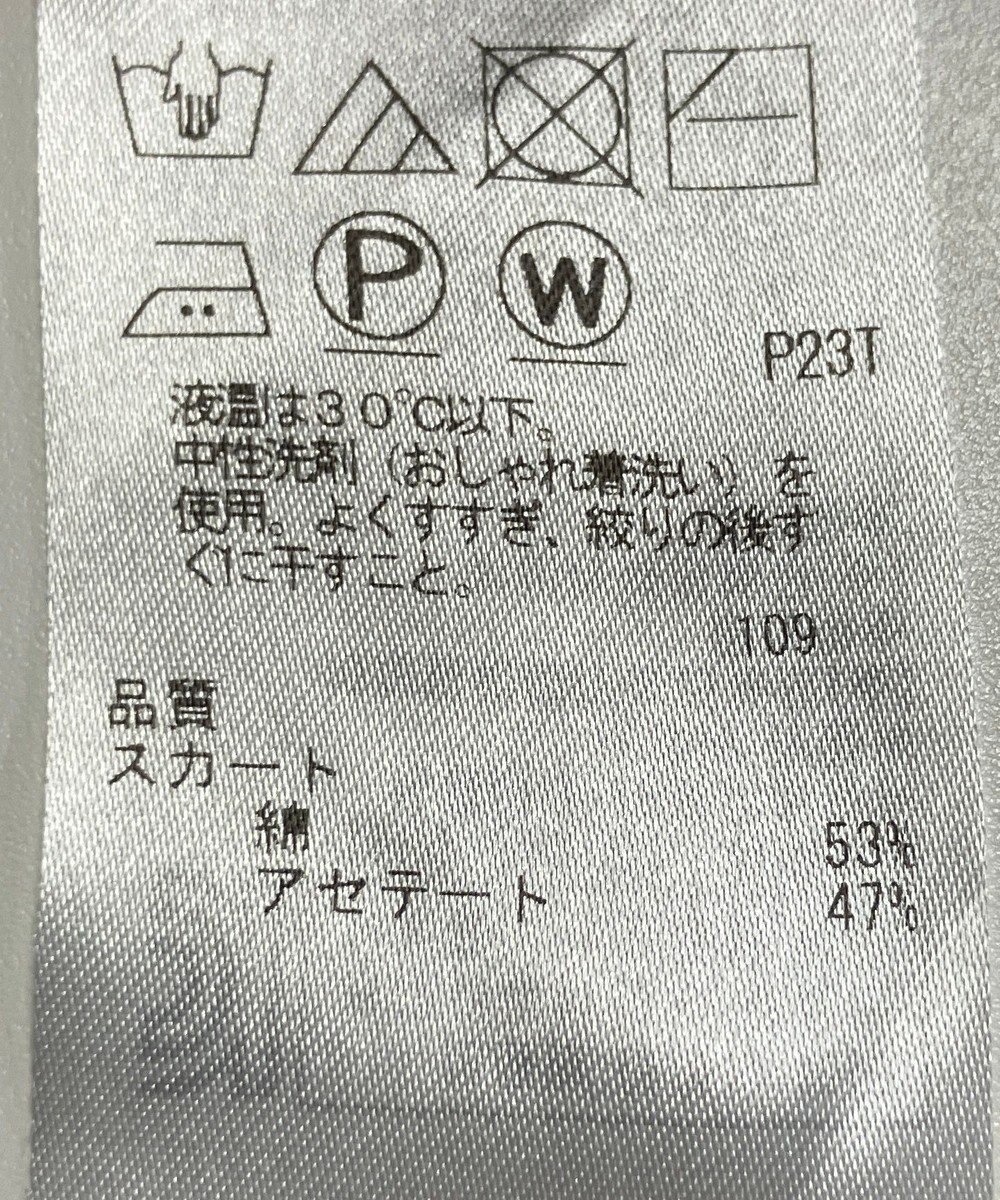 P
W
P23T
液温は30℃以下。
中性洗剤（おしゃれ着洗い）を
使用。よくすすぎ、絞りの後す
ぐに干すこと。
109
品質
スカート
綿 53%
アセテート 47%